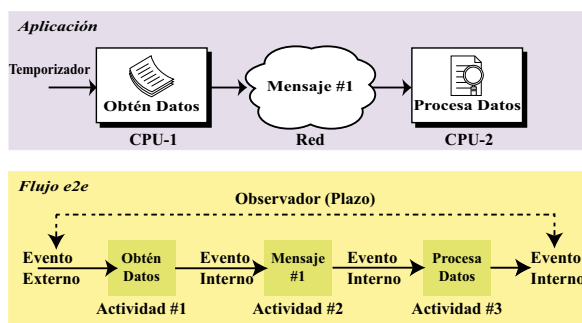 Aplicación
Temporizador
Obtén Datos
Mensaje #1
Procesa Datos
CPU-1
Red
CPU-2
Flujo e2e
Observador (Plazo)
Evento
Externo
Obtén
Datos
Evento
Interno
Mensaje
#1
Evento
Interno
Procesa
Datos
Evento
Interno
Actividad #1
Actividad #2
Actividad #3